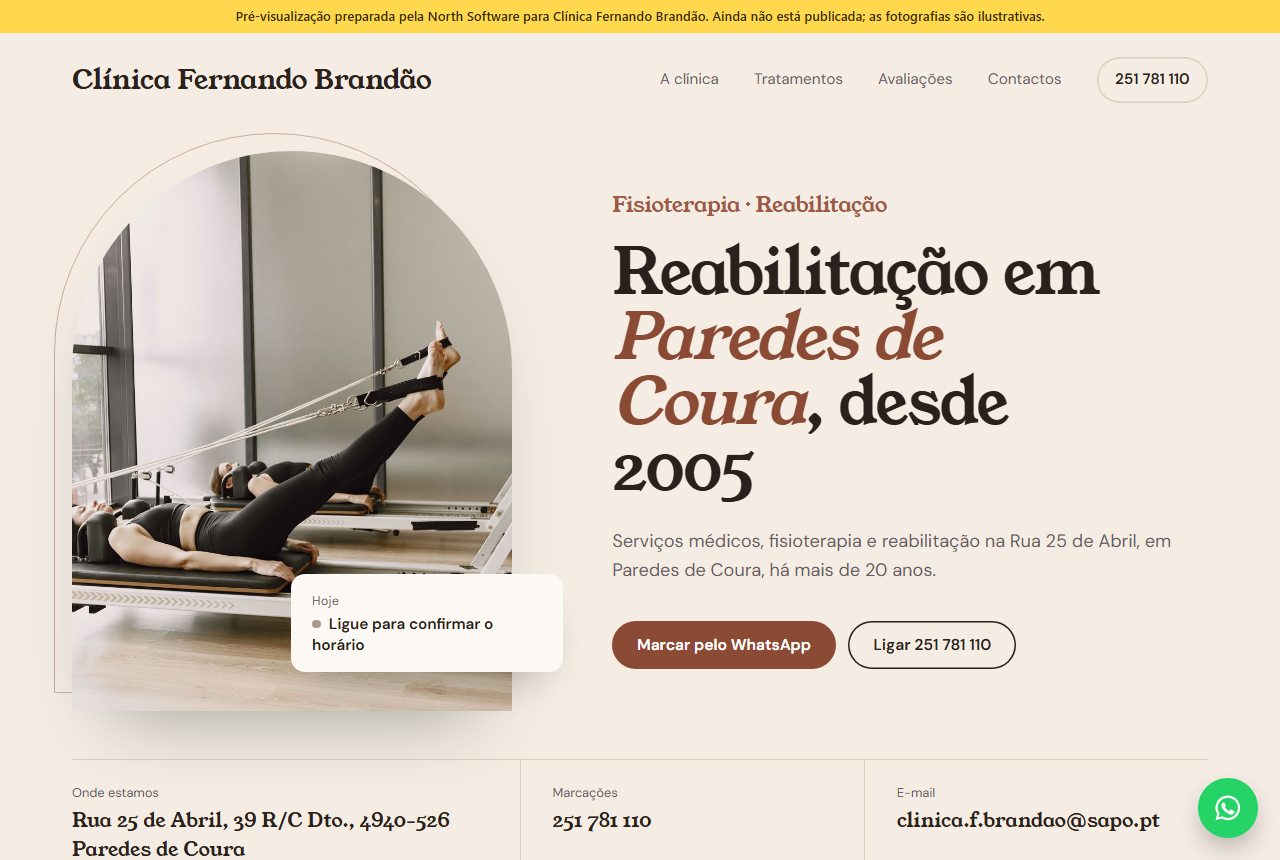 Pré-visualização preparada pela North Software para Clínica Fernando Brandão. Ainda não está publicada; as fotografias são ilustrativas.
Clínica Fernando Brandão
A clínica
Tratamentos
Avaliações
Contactos
251 781 110
Fisioterapia · Reabilitação
Reabilitação em
Paredes de
Coura, desde
2005
Serviços médicos, fisioterapia e reabilitação na Rua 25 de Abril, em
Paredes de Coura, há mais de 20 anos.
Hoje
Ligue para confirmar o
horário
Marcar pelo WhatsApp
Ligar 251 781 110
Onde estamos
Rua 25 de Abril, 39 R/C Dto., 4940-526
Paredes de Coura
Marcações
251 781 110
E-mail
clinica.f.brandao@sapo.pt